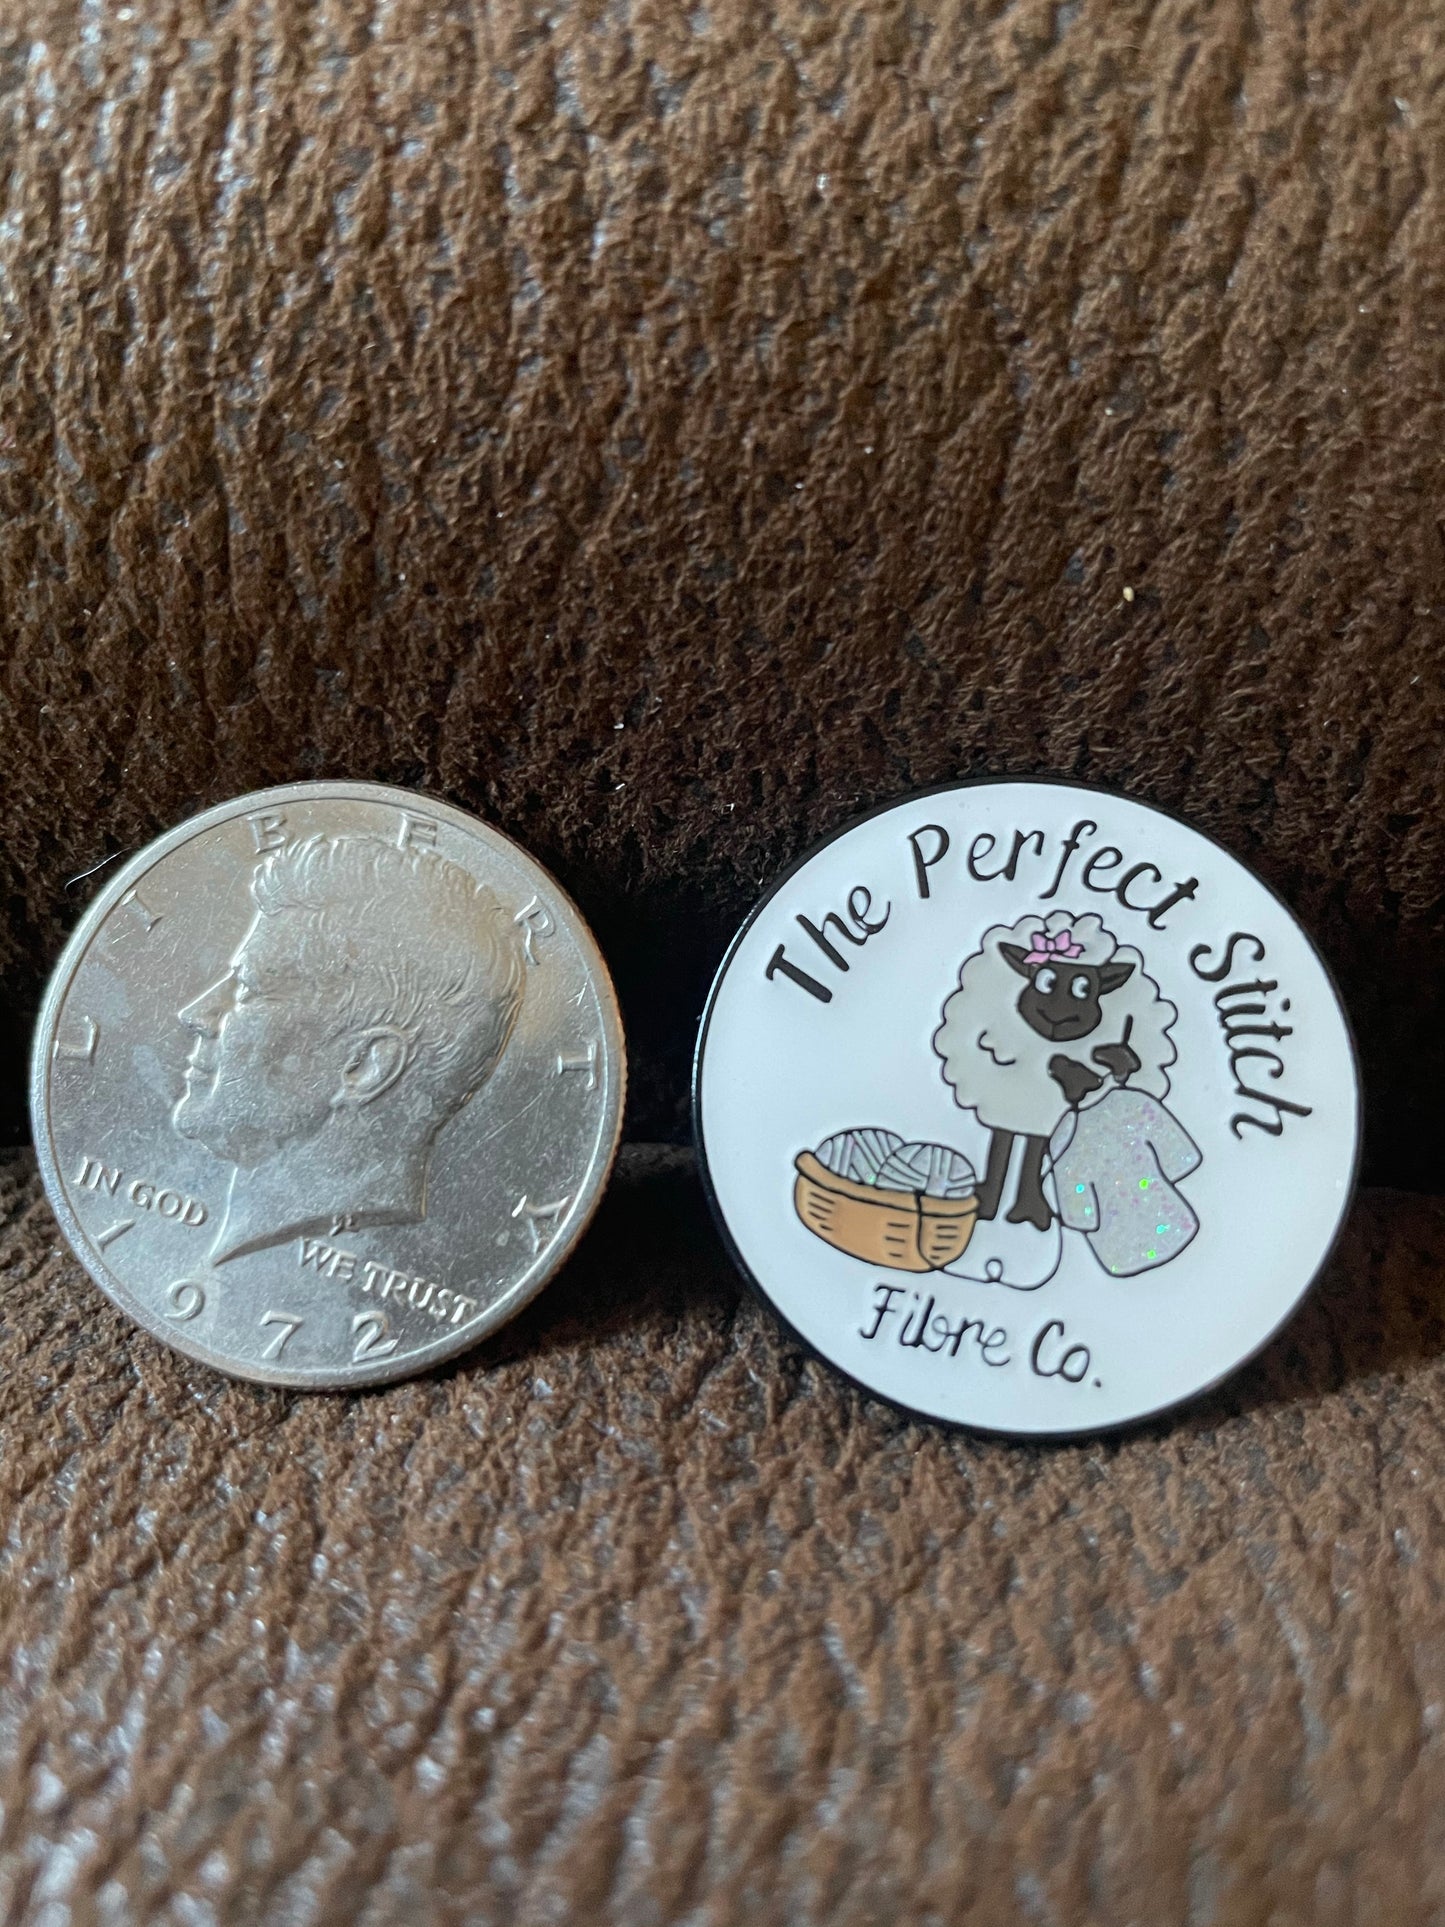 LIBERTY
IN GOD
WE TRUST
1972
The Perfect Stitch
Fibre Co.